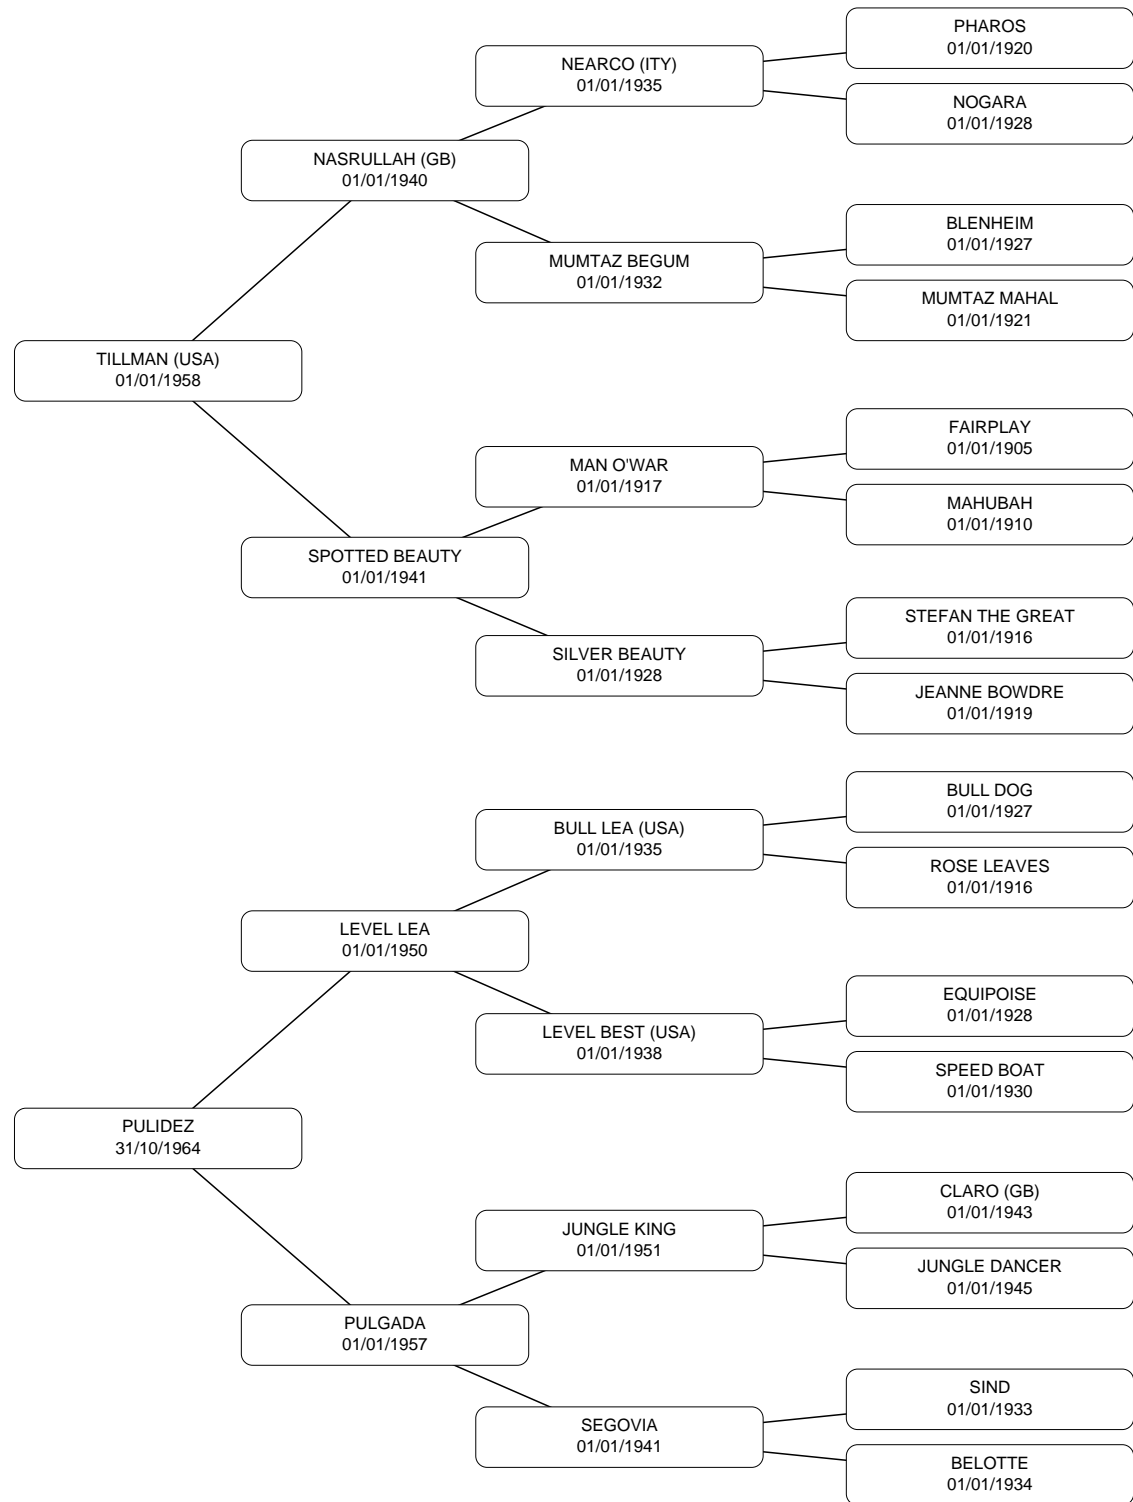 PHAROS
01/01/1920
NEARCO (ITY)
01/01/1935
NOGARA
01/01/1928
NASRULLAH (GB)
01/01/1940
BLENHEIM
01/01/1927
MUMTAZ BEGUM
01/01/1932
MUMTAZ MAHAL
01/01/1921
TILLMAN (USA)
01/01/1958
FAIRPLAY
01/01/1905
MAN O'WAR
01/01/1917
MAHUBAH
01/01/1910
SPOTTED BEAUTY
01/01/1941
STEFAN THE GREAT
01/01/1916
SILVER BEAUTY
01/01/1928
JEANNE BOWDRE
01/01/1919
BULL DOG
01/01/1927
BULL LEA (USA)
01/01/1935
ROSE LEAVES
01/01/1916
LEVEL LEA
01/01/1950
EQUIPOISE
01/01/1928
LEVEL BEST (USA)
01/01/1938
SPEED BOAT
01/01/1930
PULIDEZ
31/10/1964
CLARO (GB)
01/01/1943
JUNGLE KING
01/01/1951
JUNGLE DANCER
01/01/1945
PULGADA
01/01/1957
SIND
01/01/1933
SEGOVIA
01/01/1941
BELOTTE
01/01/1934